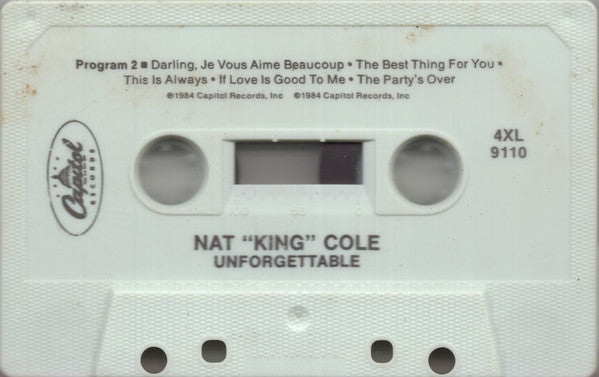 Program 2 ■ Darling, Je Vous Aime Beaucoup • The Best Thing For You •
This Is Always • If Love Is Good To Me • The Party's Over
℗1984 Capitol Records, Inc ©1984 Capitol Records, Inc
4XL
9110
Capitol
RECORDS
NAT "KING" COLE
UNFORGETTABLE